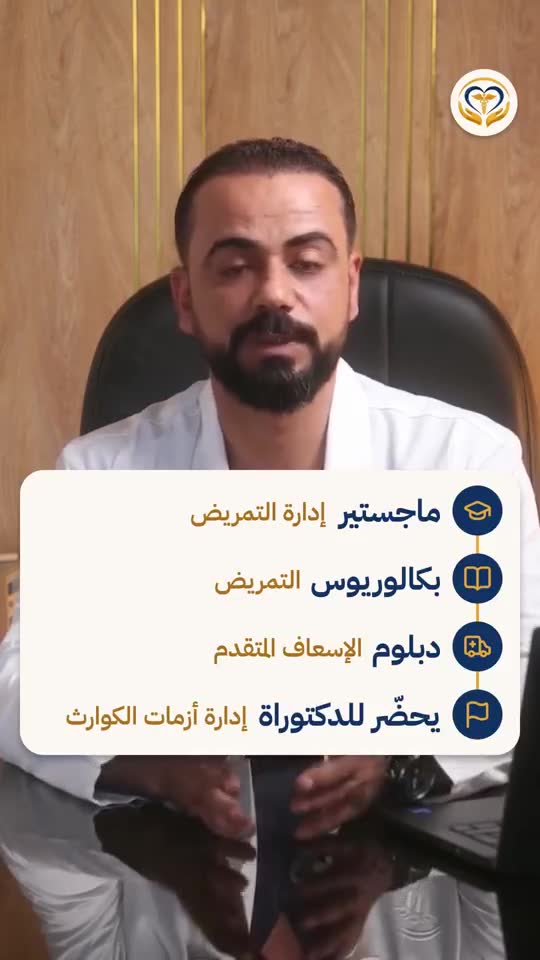 ماجستير إدارة التمريض
بكالوريوس التمريض
دبلوم الإسعاف المتقدم
يحضّر للدكتوراة إدارة أزمات الكوارث